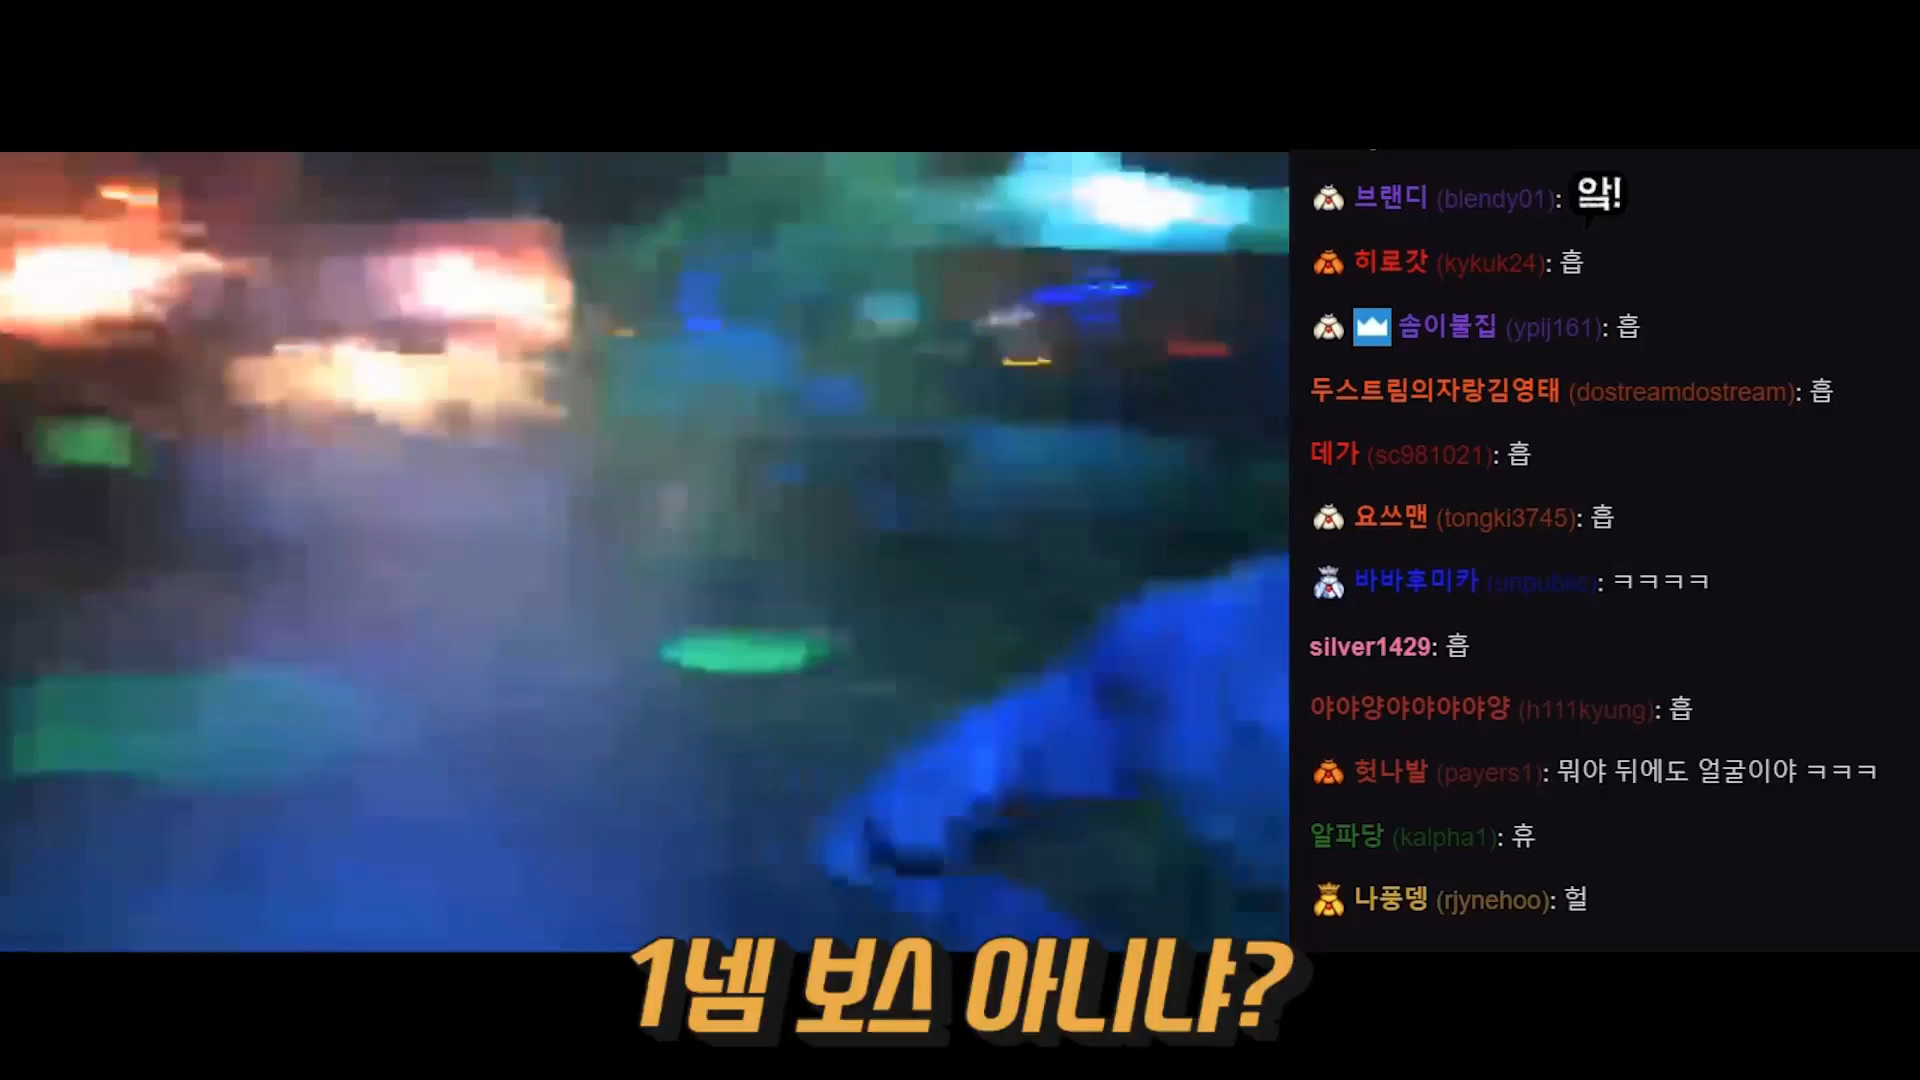 브랜디 (blendy01): 앜!
히로갓 (kykuk24): 흡
솜이불집 (ypij161): 흡
두스트림의자랑김영태 (dostreamdostream): 흡
데가 (sc981021): 흡
요쓰맨 (tongki3745): 흡
바바후미카 (unpublic): ㅋㅋㅋㅋ
silver1429: 흡
야야양야야야야양 (h111kyung): 흡
헛나발 (payers1): 뭐야 뒤에도 얼굴이야 ㅋㅋㅋ
알파당 (kalpha1): 휴
나풍뎅 (rjynehoo): 헐
1넴 보스 아니냐?